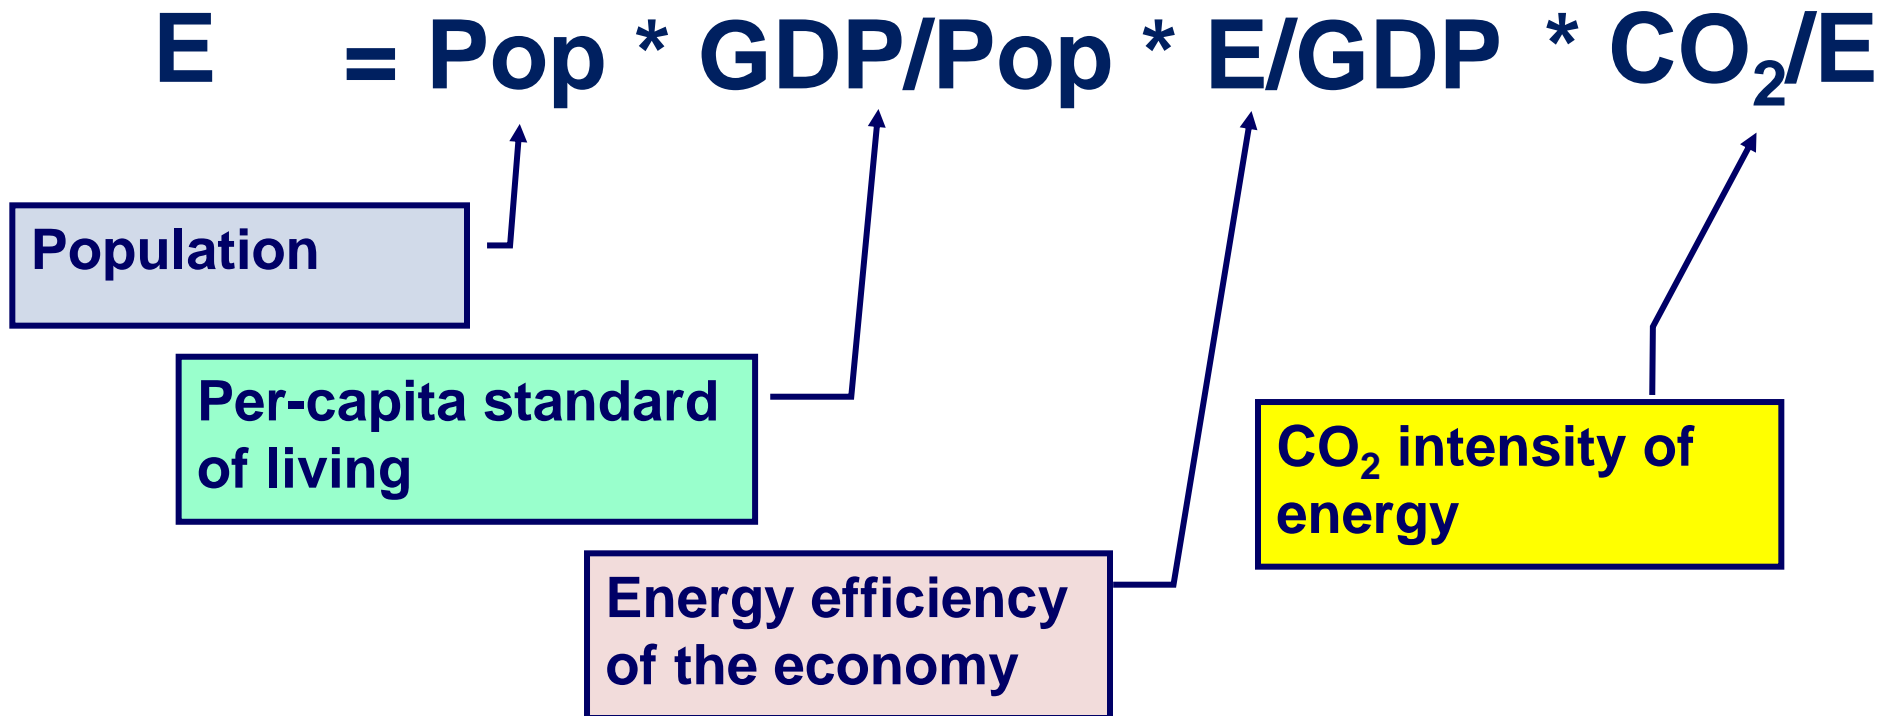 E = Pop * GDP/Pop * E/GDP * CO₂/E
Population
Per-capita standard
of living
CO₂ intensity of
energy
Energy efficiency
of the economy